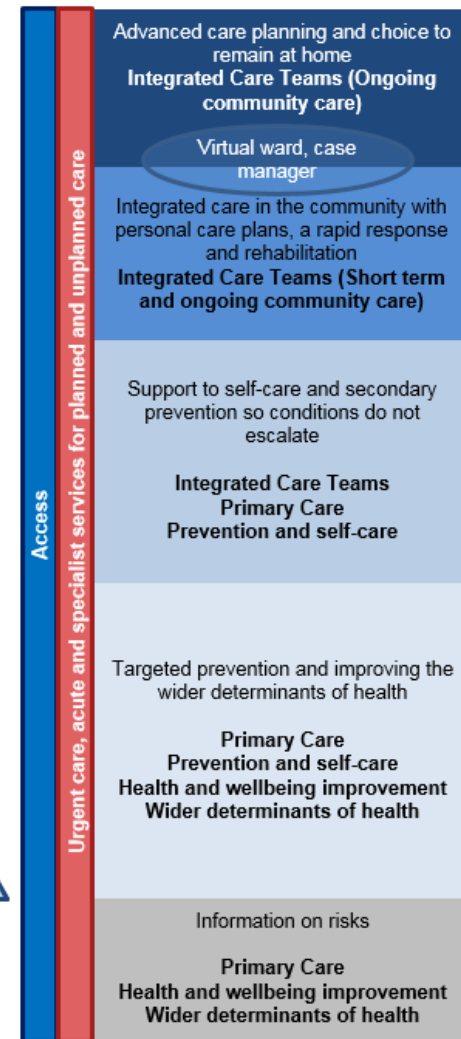 Access
Urgent care, acute and specialist services for planned and unplanned care
Advanced care planning and choice to
remain at home
Integrated Care Teams (Ongoing
community care)
Virtual ward, case
manager
Integrated care in the community with
personal care plans, a rapid response
and rehabilitation
Integrated Care Teams (Short term
and ongoing community care)
Support to self-care and secondary
prevention so conditions do not
escalate
Integrated Care Teams
Primary Care
Prevention and self-care
Targeted prevention and improving the
wider determinants of health
Primary Care
Prevention and self-care
Health and wellbeing improvement
Wider determinants of health
Information on risks
Primary Care
Health and wellbeing improvement
Wider determinants of health